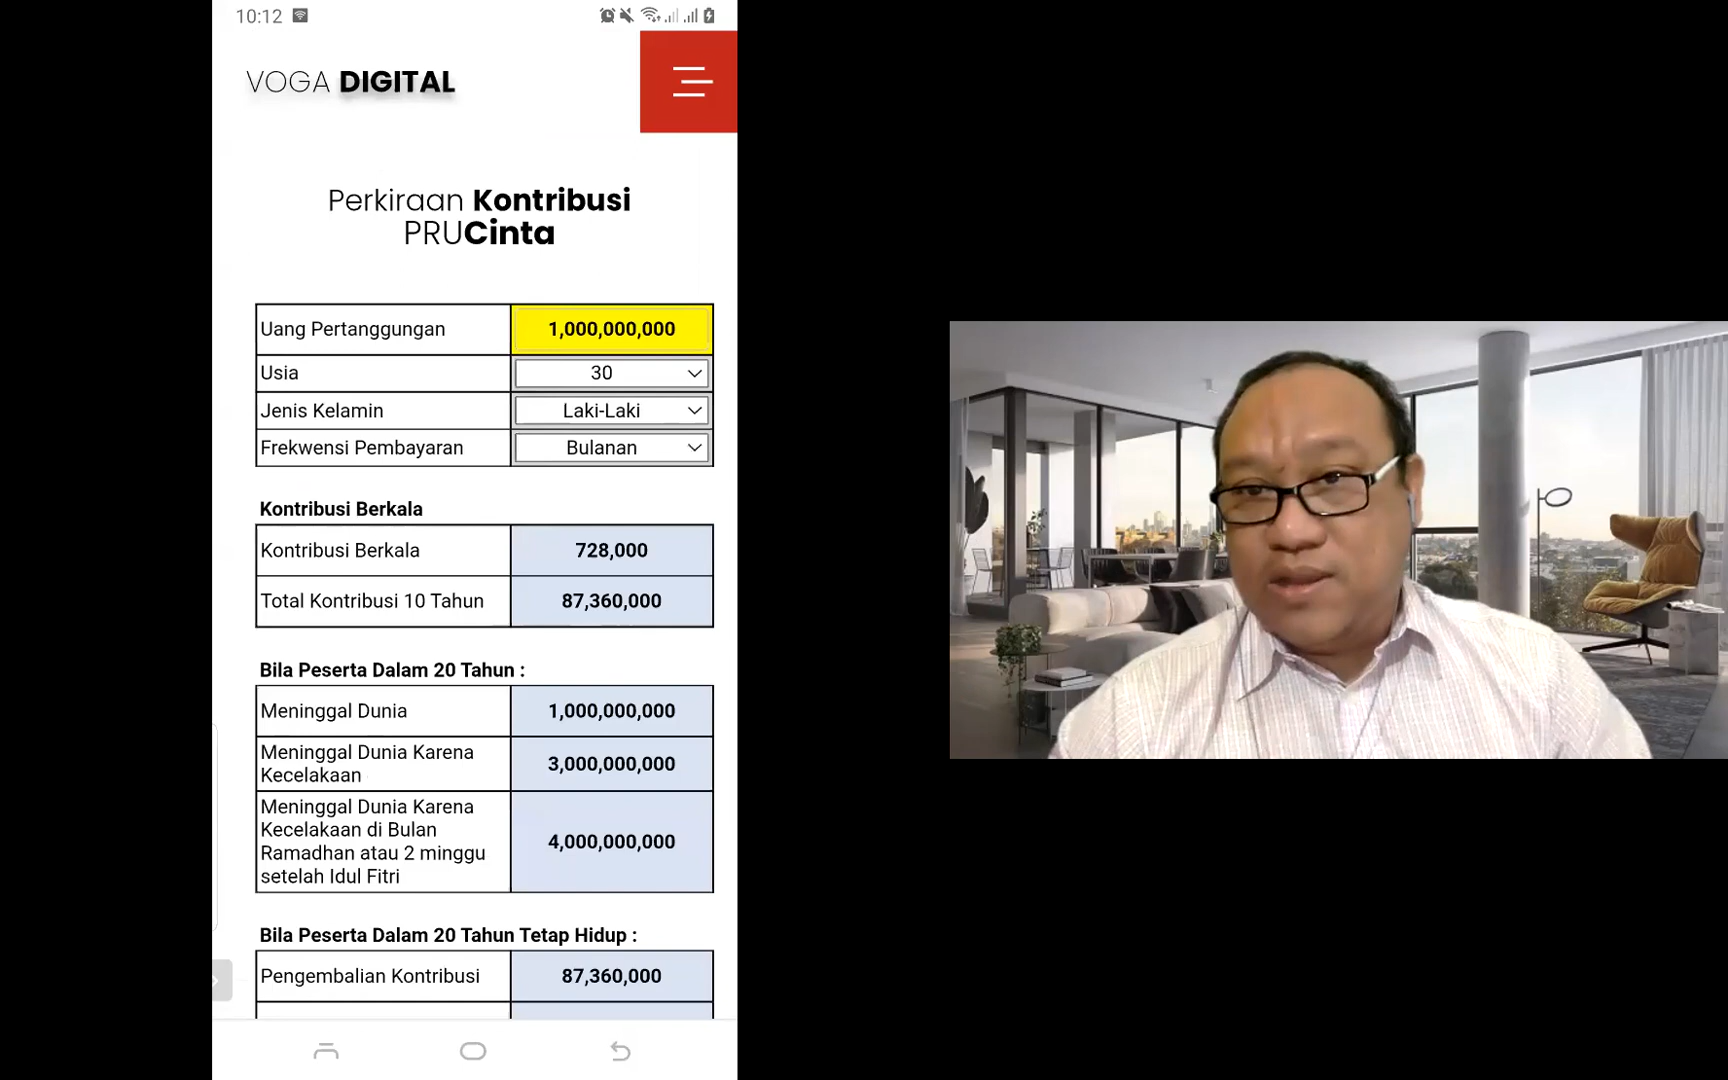 10:12
VOGA DIGITAL
Perkiraan Kontribusi
PRUCinta
Uang Pertanggungan 1,000,000,000
Usia 30
Jenis Kelamin Laki-Laki
Frekwensi Pembayaran Bulanan
Kontribusi Berkala
Kontribusi Berkala 728,000
Total Kontribusi 10 Tahun 87,360,000
Bila Peserta Dalam 20 Tahun :
Meninggal Dunia 1,000,000,000
Meninggal Dunia Karena
Kecelakaan 3,000,000,000
Meninggal Dunia Karena
Kecelakaan di Bulan
Ramadhan atau 2 minggu
setelah Idul Fitri 4,000,000,000
Bila Peserta Dalam 20 Tahun Tetap Hidup :
Pengembalian Kontribusi 87,360,000